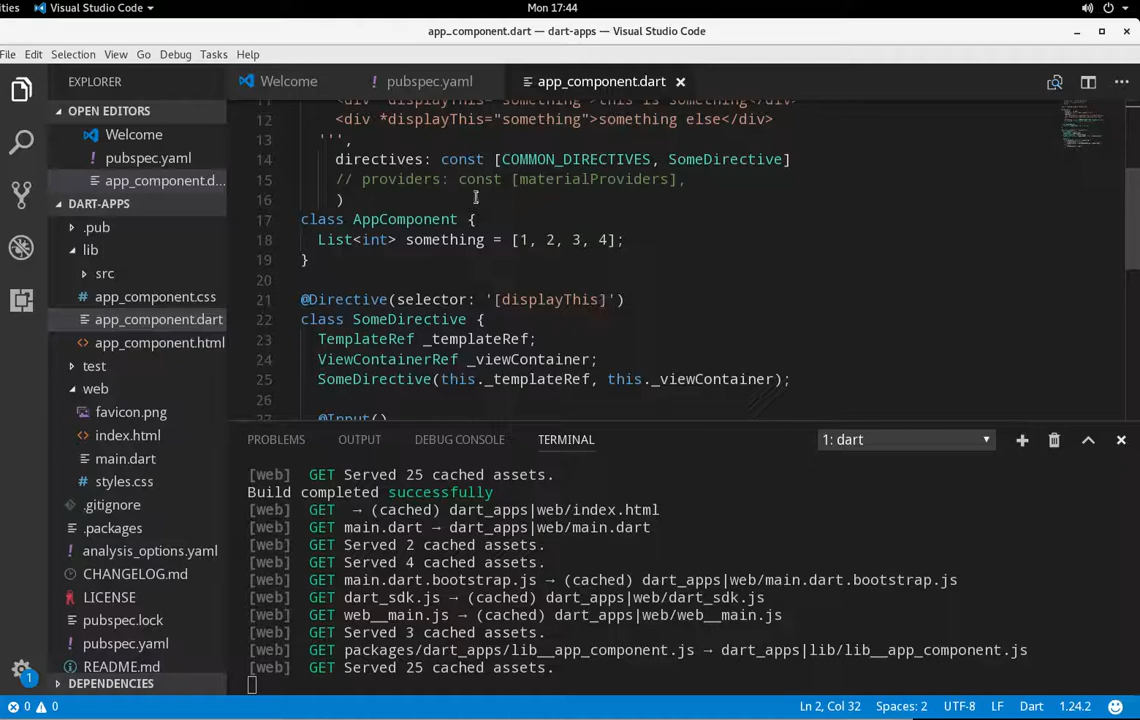 ities Visual Studio Code Mon 17:44
app_component.dart — dart-apps — Visual Studio Code
File Edit Selection View Go Debug Tasks Help
EXPLORER
OPEN EDITORS
Welcome
pubspec.yaml
app_component.d...
DART-APPS
.pub
lib
src
app_component.css
app_component.dart
app_component.html
test
web
favicon.png
index.html
main.dart
styles.css
.gitignore
.packages
analysis_options.yaml
CHANGELOG.md
LICENSE
pubspec.lock
pubspec.yaml
README.md
DEPENDENCIES
Welcome pubspec.yaml app_component.dart
11 <div *displayThis="something">this is something</div>
12 <div *displayThis="something">something else</div>
13 ''',
14 directives: const [COMMON_DIRECTIVES, SomeDirective]
15 // providers: const [materialProviders],
16 )
17 class AppComponent {
18 List<int> something = [1, 2, 3, 4];
19 }
20
21 @Directive(selector: '[displayThis]')
22 class SomeDirective {
23 TemplateRef _templateRef;
24 ViewContainerRef _viewContainer;
25 SomeDirective(this._templateRef, this._viewContainer);
26
27 @Input()
PROBLEMS OUTPUT DEBUG CONSOLE TERMINAL 1: dart
[web] GET Served 25 cached assets.
Build completed successfully
[web] GET → (cached) dart_apps|web/index.html
[web] GET main.dart → dart_apps|web/main.dart
[web] GET Served 2 cached assets.
[web] GET Served 4 cached assets.
[web] GET main.dart.bootstrap.js → (cached) dart_apps|web/main.dart.bootstrap.js
[web] GET dart_sdk.js → (cached) dart_apps|web/dart_sdk.js
[web] GET web__main.js → (cached) dart_apps|web/web__main.js
[web] GET Served 3 cached assets.
[web] GET packages/dart_apps/lib__app_component.js → dart_apps|lib/lib__app_component.js
[web] GET Served 25 cached assets.
1
0 0 Ln 2, Col 32 Spaces: 2 UTF-8 LF Dart 1.24.2